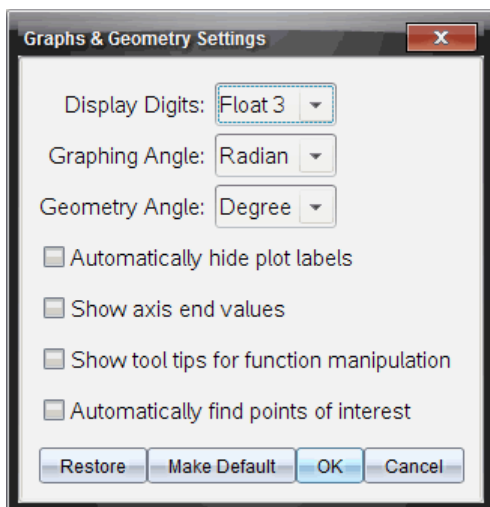 Graphs & Geometry Settings
x
Display Digits: Float 3
Graphing Angle: Radian
Geometry Angle: Degree
Automatically hide plot labels
Show axis end values
Show tool tips for function manipulation
Automatically find points of interest
Restore Make Default OK Cancel